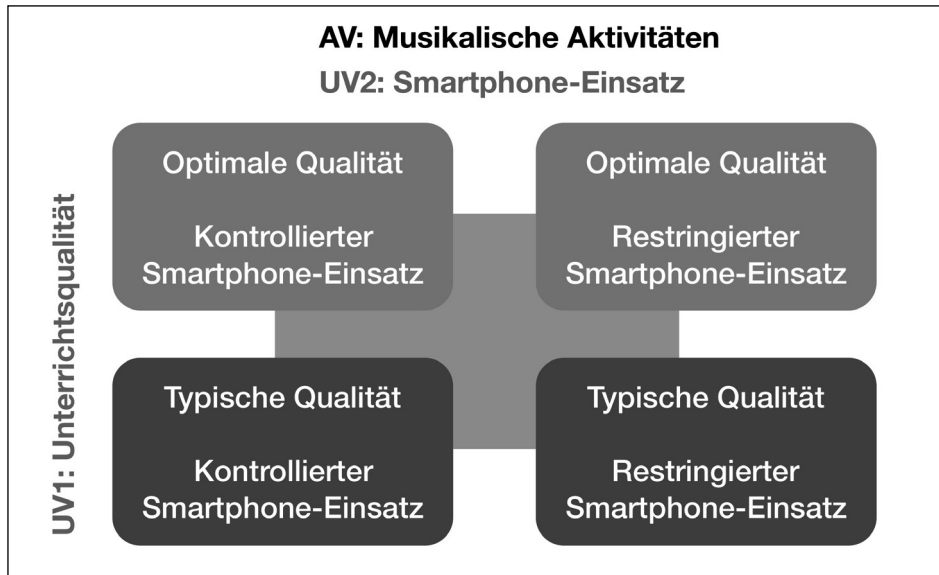 AV: Musikalische Aktivitäten
UV2: Smartphone-Einsatz
UV1: Unterrichtsqualität
Optimale Qualität
Kontrollierter
Smartphone-Einsatz
Optimale Qualität
Restringierter
Smartphone-Einsatz
Typische Qualität
Kontrollierter
Smartphone-Einsatz
Typische Qualität
Restringierter
Smartphone-Einsatz